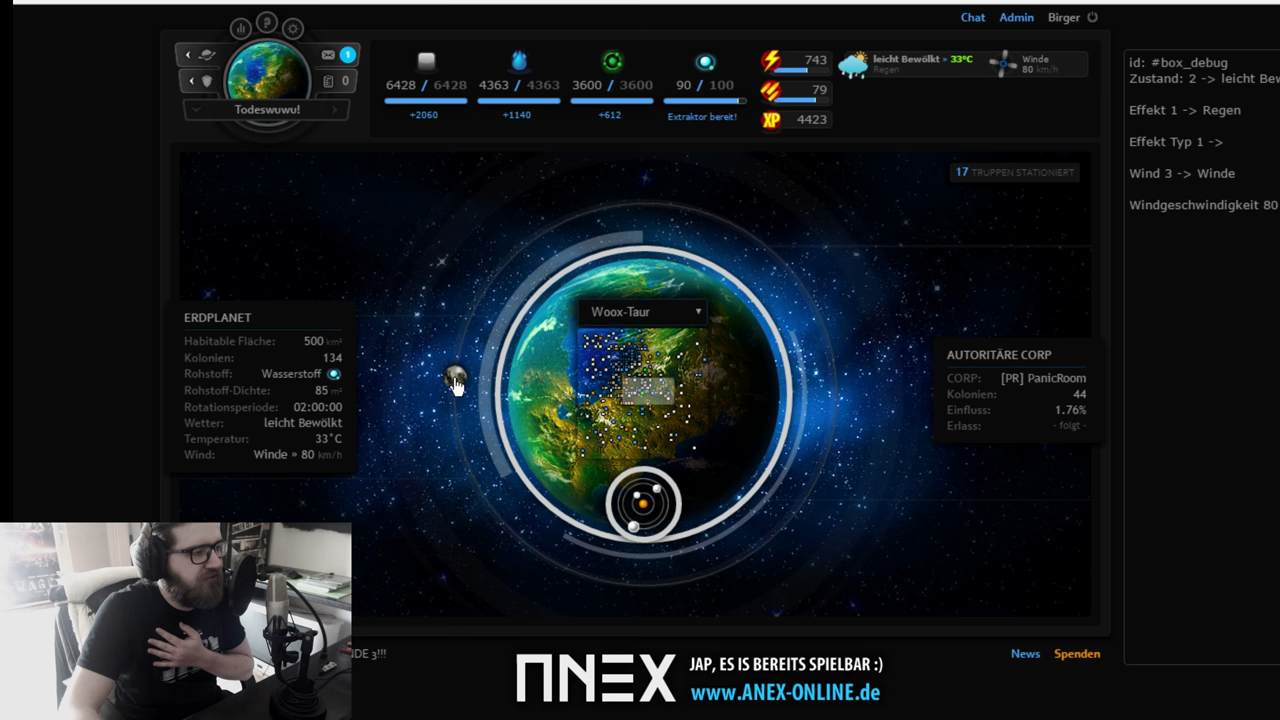 Chat Admin Birger
1
0
Todeswuwu!
6428 / 6428
+2060
4363 / 4363
+1140
3600 / 3600
+612
90 / 100
Extraktor bereit!
743
79
XP 4423
leicht Bewölkt » 33°C
Regen
Winde
80 km/h
id: #box_debug
Zustand: 2 -> leicht Bew
Effekt 1 -> Regen
Effekt Typ 1 ->
Wind 3 -> Winde
Windgeschwindigkeit 80
17 TRUPPEN STATIONIERT
Woox-Taur
ERDPLANET
Habitable Fläche: 500 km²
Kolonien: 134
Rohstoff: Wasserstoff
Rohstoff-Dichte: 85 m²
Rotationsperiode: 02:00:00
Wetter: leicht Bewölkt
Temperatur: 33°C
Wind: Winde » 80 km/h
AUTORITÄRE CORP
CORP: [PR] PanicRoom
Kolonien: 44
Einfluss: 1.76%
Erlass: - folgt -
NDE 3!!!
News Spenden
ANEX
JAP, ES IS BEREITS SPIELBAR :)
www.ANEX-ONLINE.de